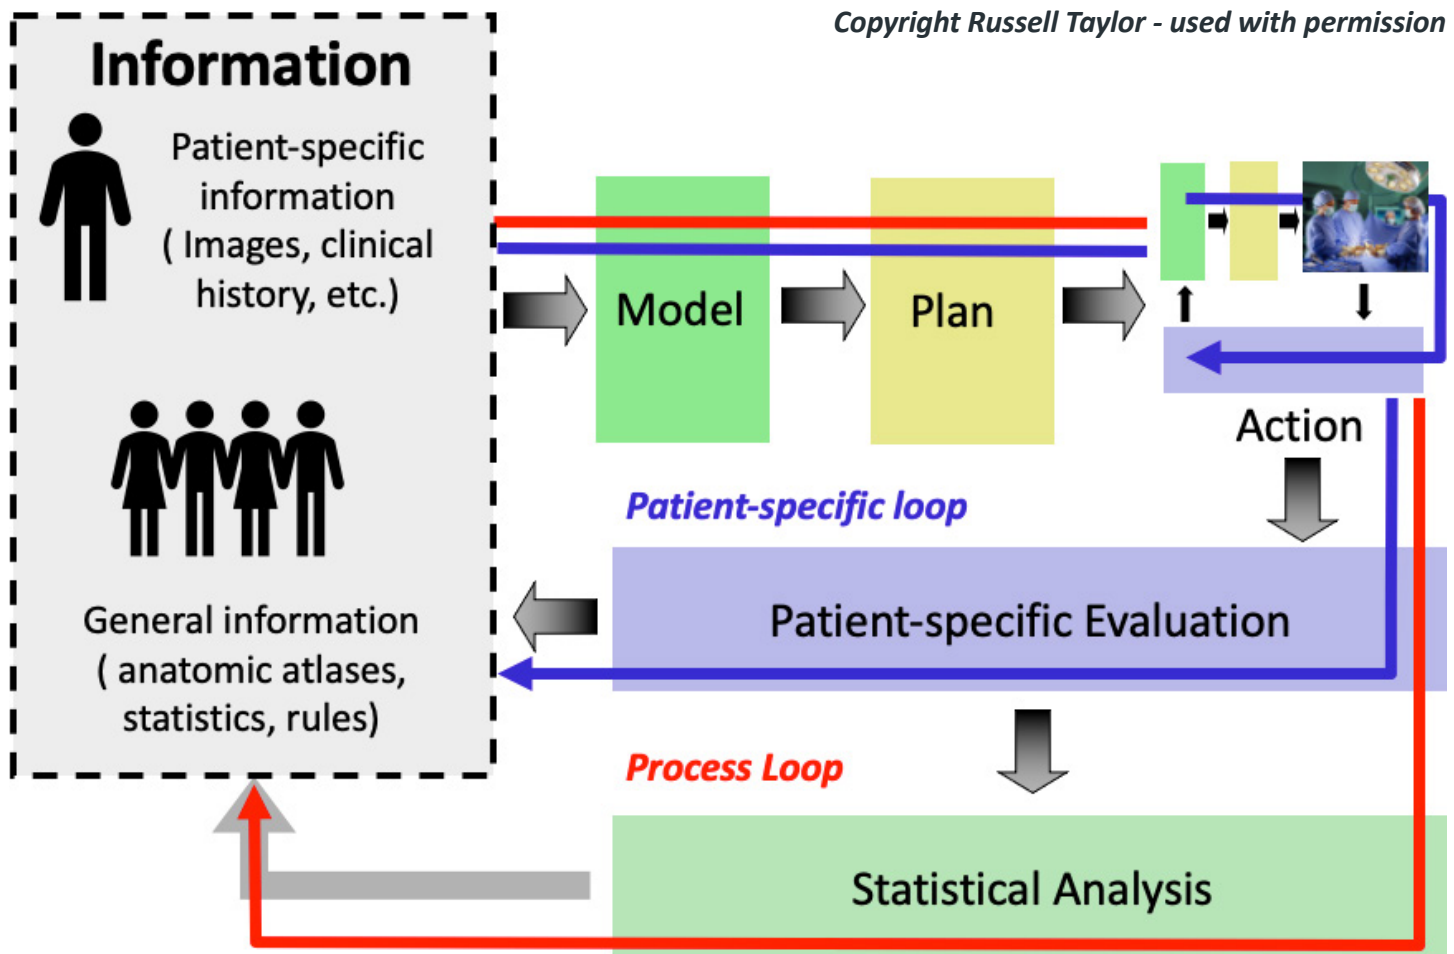 Copyright Russell Taylor - used with permission
Information
Patient-specific
information
( Images, clinical
history, etc.)
General information
( anatomic atlases,
statistics, rules)
Model
Plan
Action
Patient-specific loop
Patient-specific Evaluation
Process Loop
Statistical Analysis